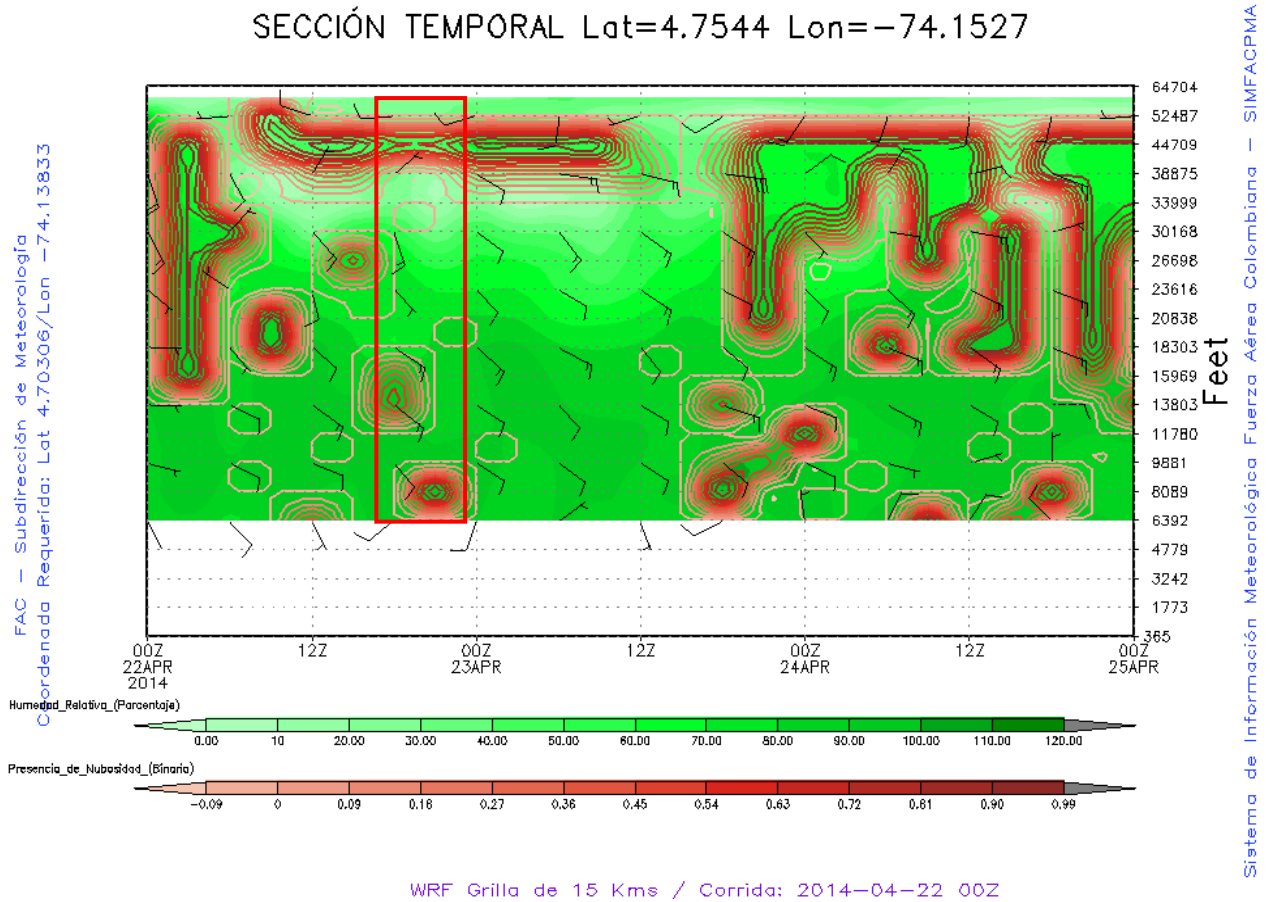 SECCIÓN TEMPORAL Lat=4.7544 Lon=−74.1527
64704
52487
44709
38875
33999
30168
26698
23616
20838
18303
15969
13803
11780
9881
8089
6392
4779
3242
1773
365
Feet
00Z 12Z 00Z 12Z 00Z 12Z 00Z
22APR 23APR 24APR 25APR
2014
Humedad_Relativa_(Porcentaje)
0.00 10 20.00 30.00 40.00 50.00 60.00 70.00 80.00 90.00 100.00 110.00 120.00
Presencia_de_Nubosidad_(Binaria)
−0.09 0 0.09 0.18 0.27 0.36 0.45 0.54 0.63 0.72 0.81 0.90 0.99
WRF Grilla de 15 Kms / Corrida: 2014−04−22 00Z
FAC − Subdirección de Meteorología
Coordenada Requerida: Lat 4.70306/Lon −74.13833
Sistema de Información Meteorológica Fuerza Aérea Colombiana − SIMFACPMA